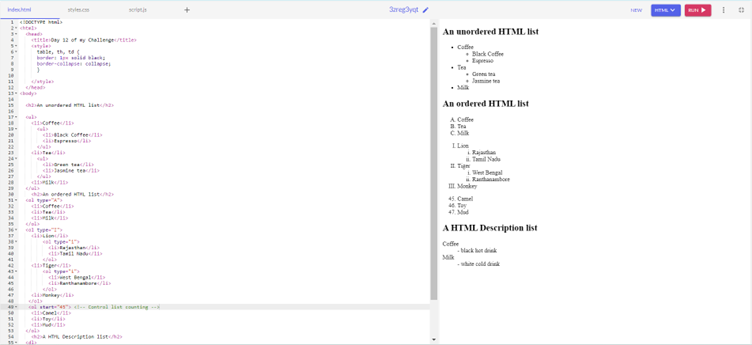 index.html styles.css script.js + 3zreg3yqt NEW HTML RUN
1 <!DOCTYPE html>
2 <html>
3 <head>
4 <title>Day 12 of my Challenge</title>
5 <style>
6 table, th, td {
7 border: 1px solid black;
8 border-collapse: collapse;
9 }
10
11 </style>
12 </head>
13 <body>
14
15 <h2>An unordered HTML list</h2>
16
17 <ul>
18 <li>Coffee</li>
19 <ul>
20 <li>Black Coffee</li>
21 <li>Espresso</li>
22 </ul>
23 <li>Tea</li>
24 <ul>
25 <li>Green tea</li>
26 <li>Jasmine tea</li>
27 </ul>
28 <li>Milk</li>
29 </ul>
30 <h2>An ordered HTML list</h2>
31 <ol type="A">
32 <li>Coffee</li>
33 <li>Tea</li>
34 <li>Milk</li>
35 </ol>
36 <ol type="I">
37 <li>Lion</li>
38 <ol type="i">
39 <li>Rajasthan</li>
40 <li>Tamil Nadu</li>
41 </ol>
42 <li>Tiger</li>
43 <ol type="i">
44 <li>West Bengal</li>
45 <li>Ranthanambore</li>
46 </ol>
47 <li>Monkey</li>
48 </ol>
49 <ol start="45"> <!-- Control list counting -->
50 <li>Camel</li>
51 <li>Toy</li>
52 <li>Mud</li>
53 </ol>
54 <h2>A HTML Description list</h2>
55 <dl>
An unordered HTML list
• Coffee
◦ Black Coffee
◦ Espresso
• Tea
◦ Green tea
◦ Jasmine tea
• Milk
An ordered HTML list
A. Coffee
B. Tea
C. Milk
I. Lion
i. Rajasthan
ii. Tamil Nadu
II. Tiger
i. West Bengal
ii. Ranthanambore
III. Monkey
45. Camel
46. Toy
47. Mud
A HTML Description list
Coffee
- black hot drink
Milk
- white cold drink